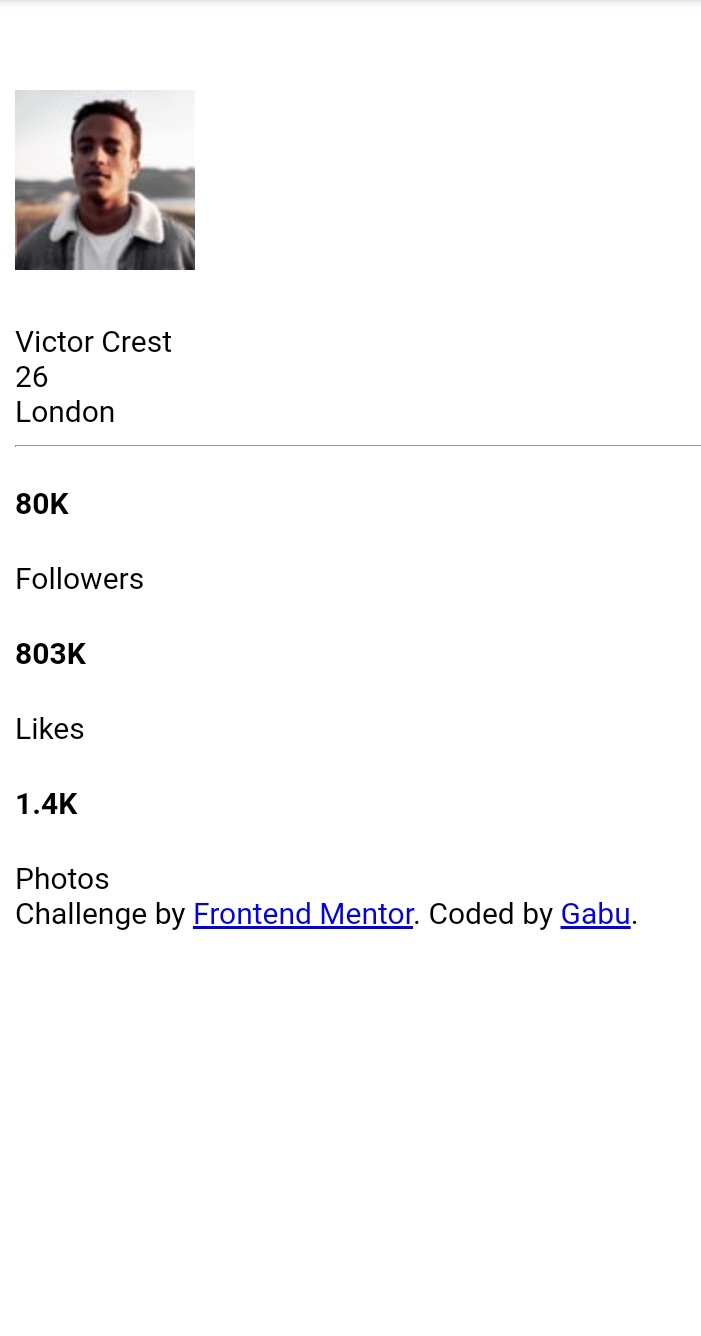 Victor Crest
26
London
80K
Followers
803K
Likes
1.4K
Photos
Challenge by Frontend Mentor. Coded by Gabu.